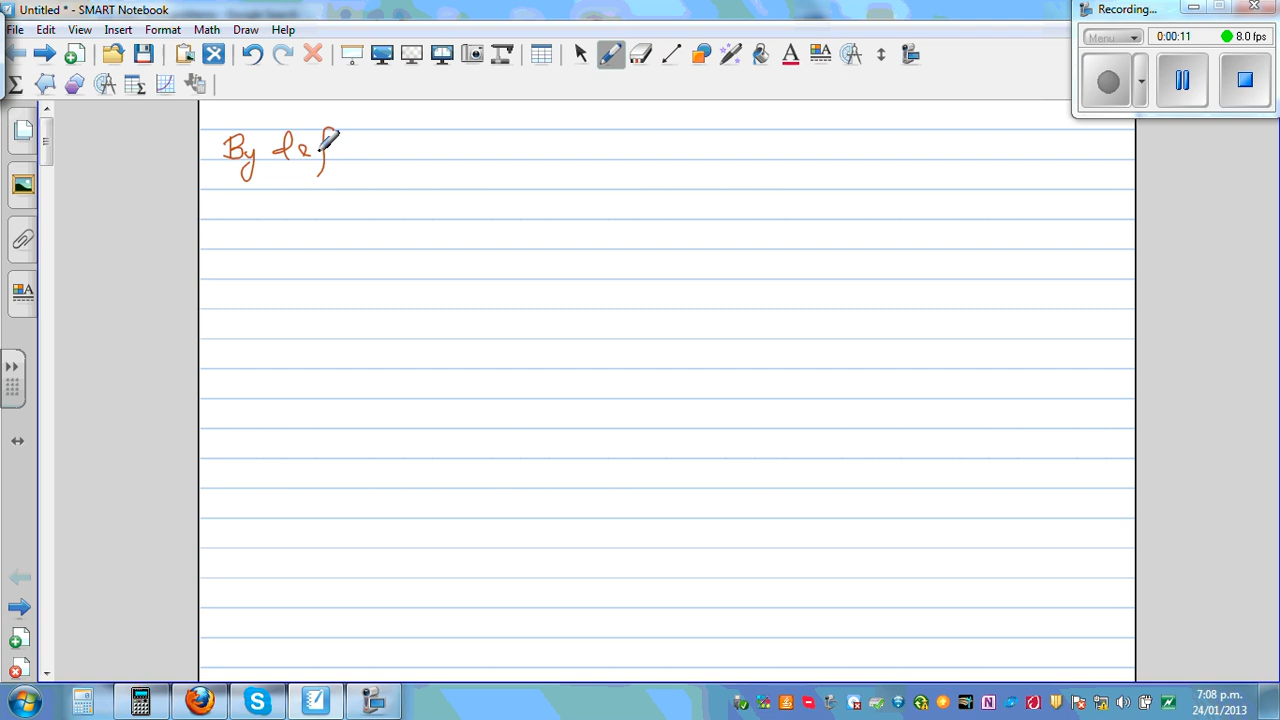 Untitled * - SMART Notebook
Recording...
File Edit View Insert Format Math Help
Menu
0:00:11
8.0 fps
By def
7:08 p.m.
24/01/2013